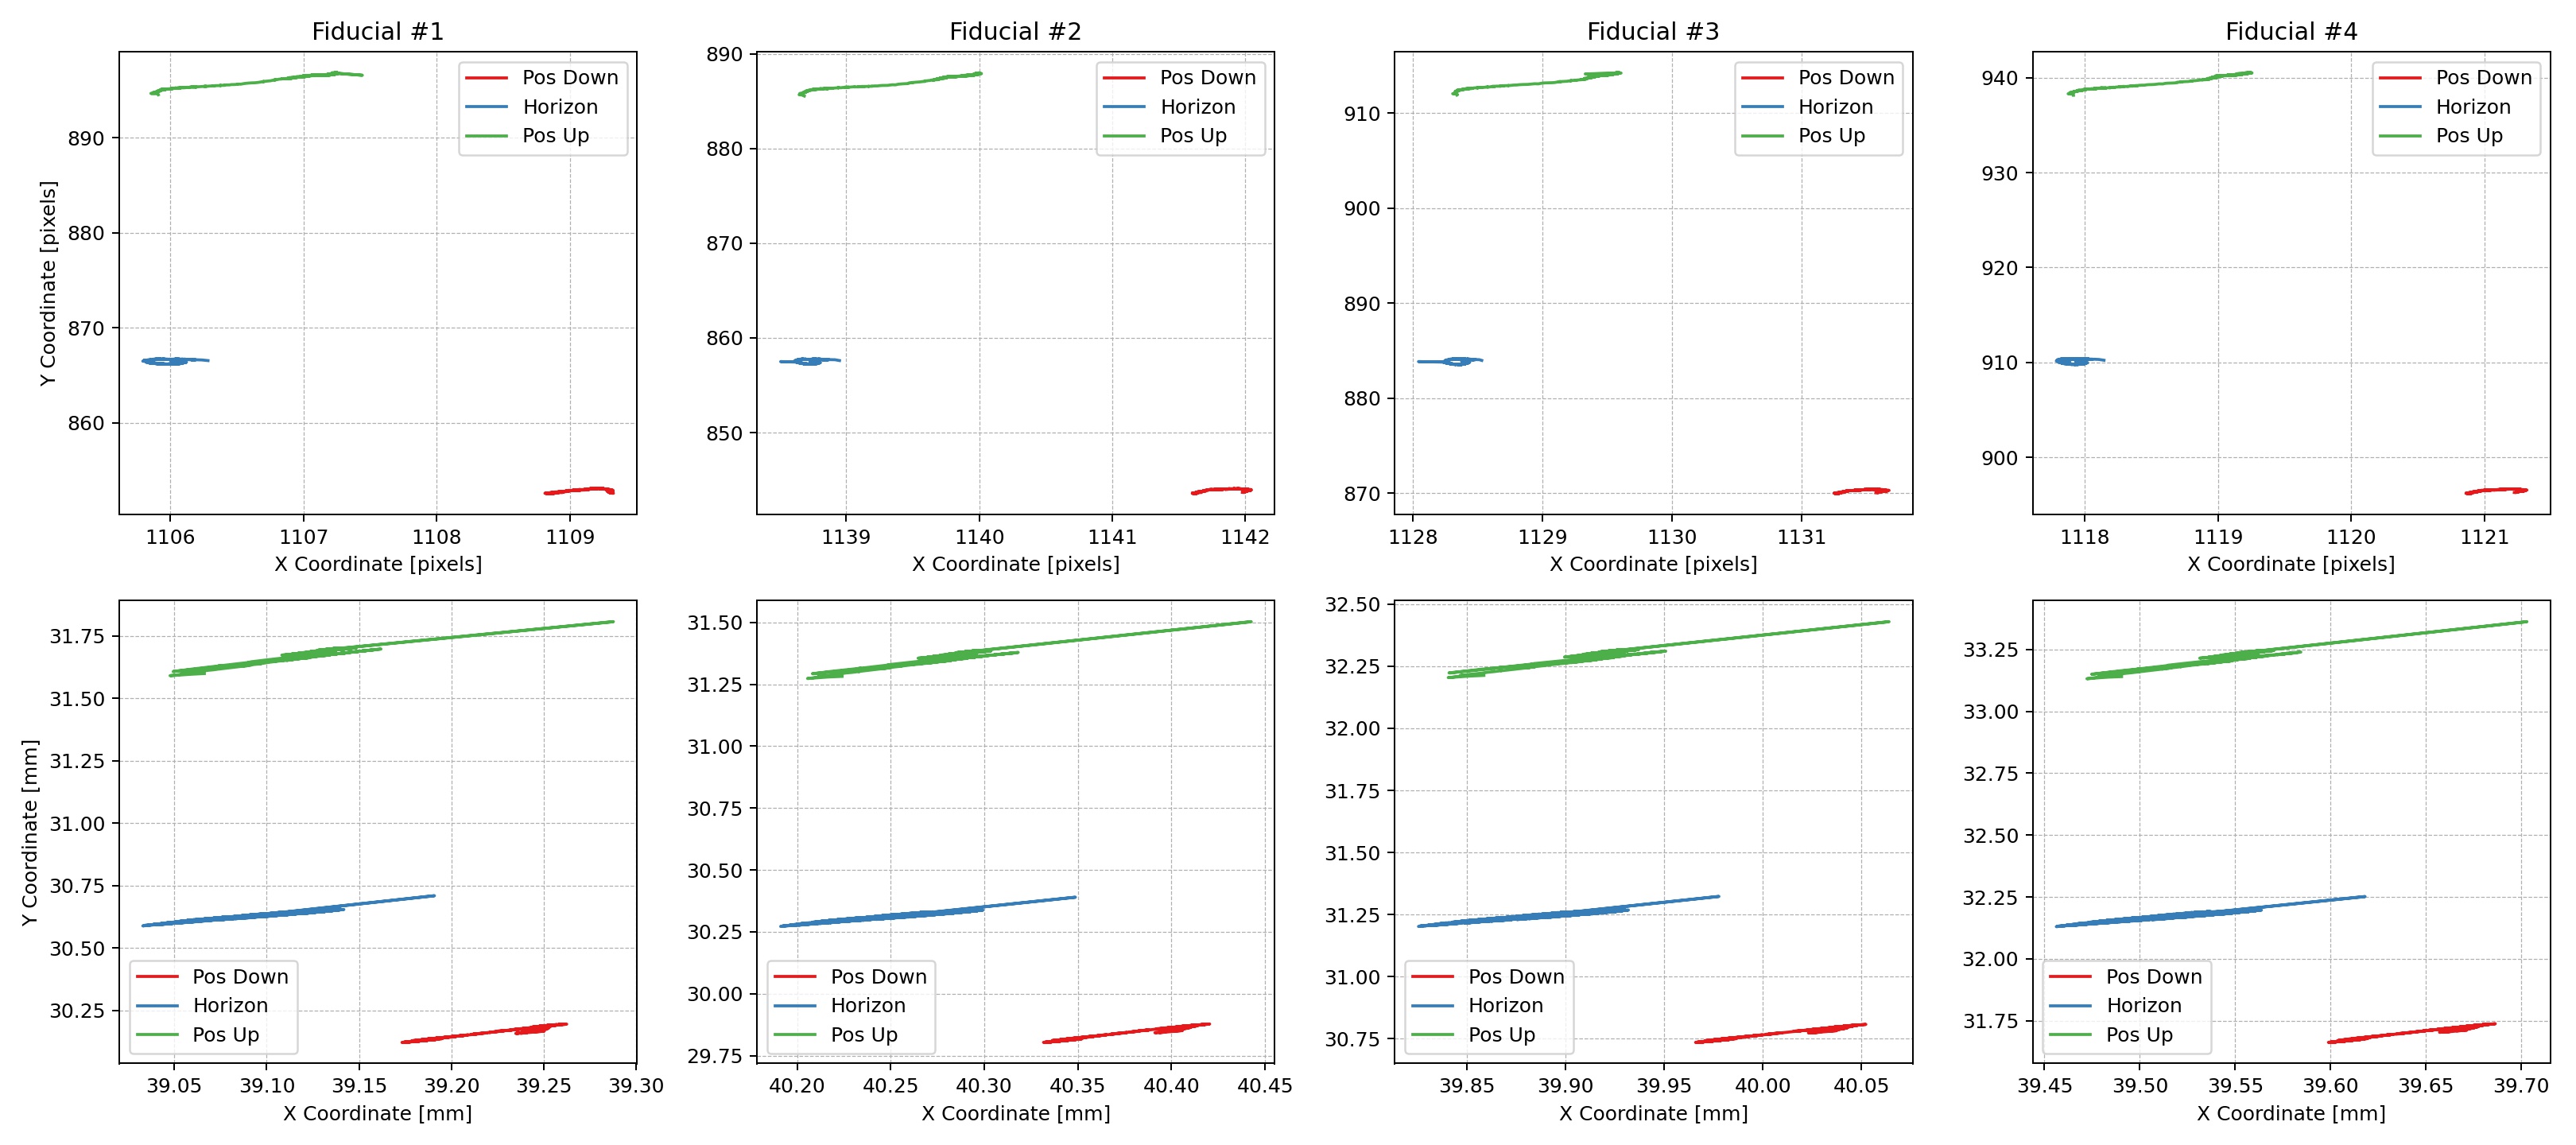 Fiducial #1
Fiducial #2
Fiducial #3
Fiducial #4
Y Coordinate [pixels]
890
880
870
860
Pos Down
Horizon
Pos Up
1106 1107 1108 1109
X Coordinate [pixels]
890
880
870
860
850
Pos Down
Horizon
Pos Up
1139 1140 1141 1142
X Coordinate [pixels]
910
900
890
880
870
Pos Down
Horizon
Pos Up
1128 1129 1130 1131
X Coordinate [pixels]
940
930
920
910
900
Pos Down
Horizon
Pos Up
1118 1119 1120 1121
X Coordinate [pixels]
Y Coordinate [mm]
31.75
31.50
31.25
31.00
30.75
30.50
30.25
Pos Down
Horizon
Pos Up
39.05 39.10 39.15 39.20 39.25 39.30
X Coordinate [mm]
31.50
31.25
31.00
30.75
30.50
30.25
30.00
29.75
Pos Down
Horizon
Pos Up
40.20 40.25 40.30 40.35 40.40 40.45
X Coordinate [mm]
32.50
32.25
32.00
31.75
31.50
31.25
31.00
30.75
Pos Down
Horizon
Pos Up
39.85 39.90 39.95 40.00 40.05
X Coordinate [mm]
33.25
33.00
32.75
32.50
32.25
32.00
31.75
Pos Down
Horizon
Pos Up
39.45 39.50 39.55 39.60 39.65 39.70
X Coordinate [mm]